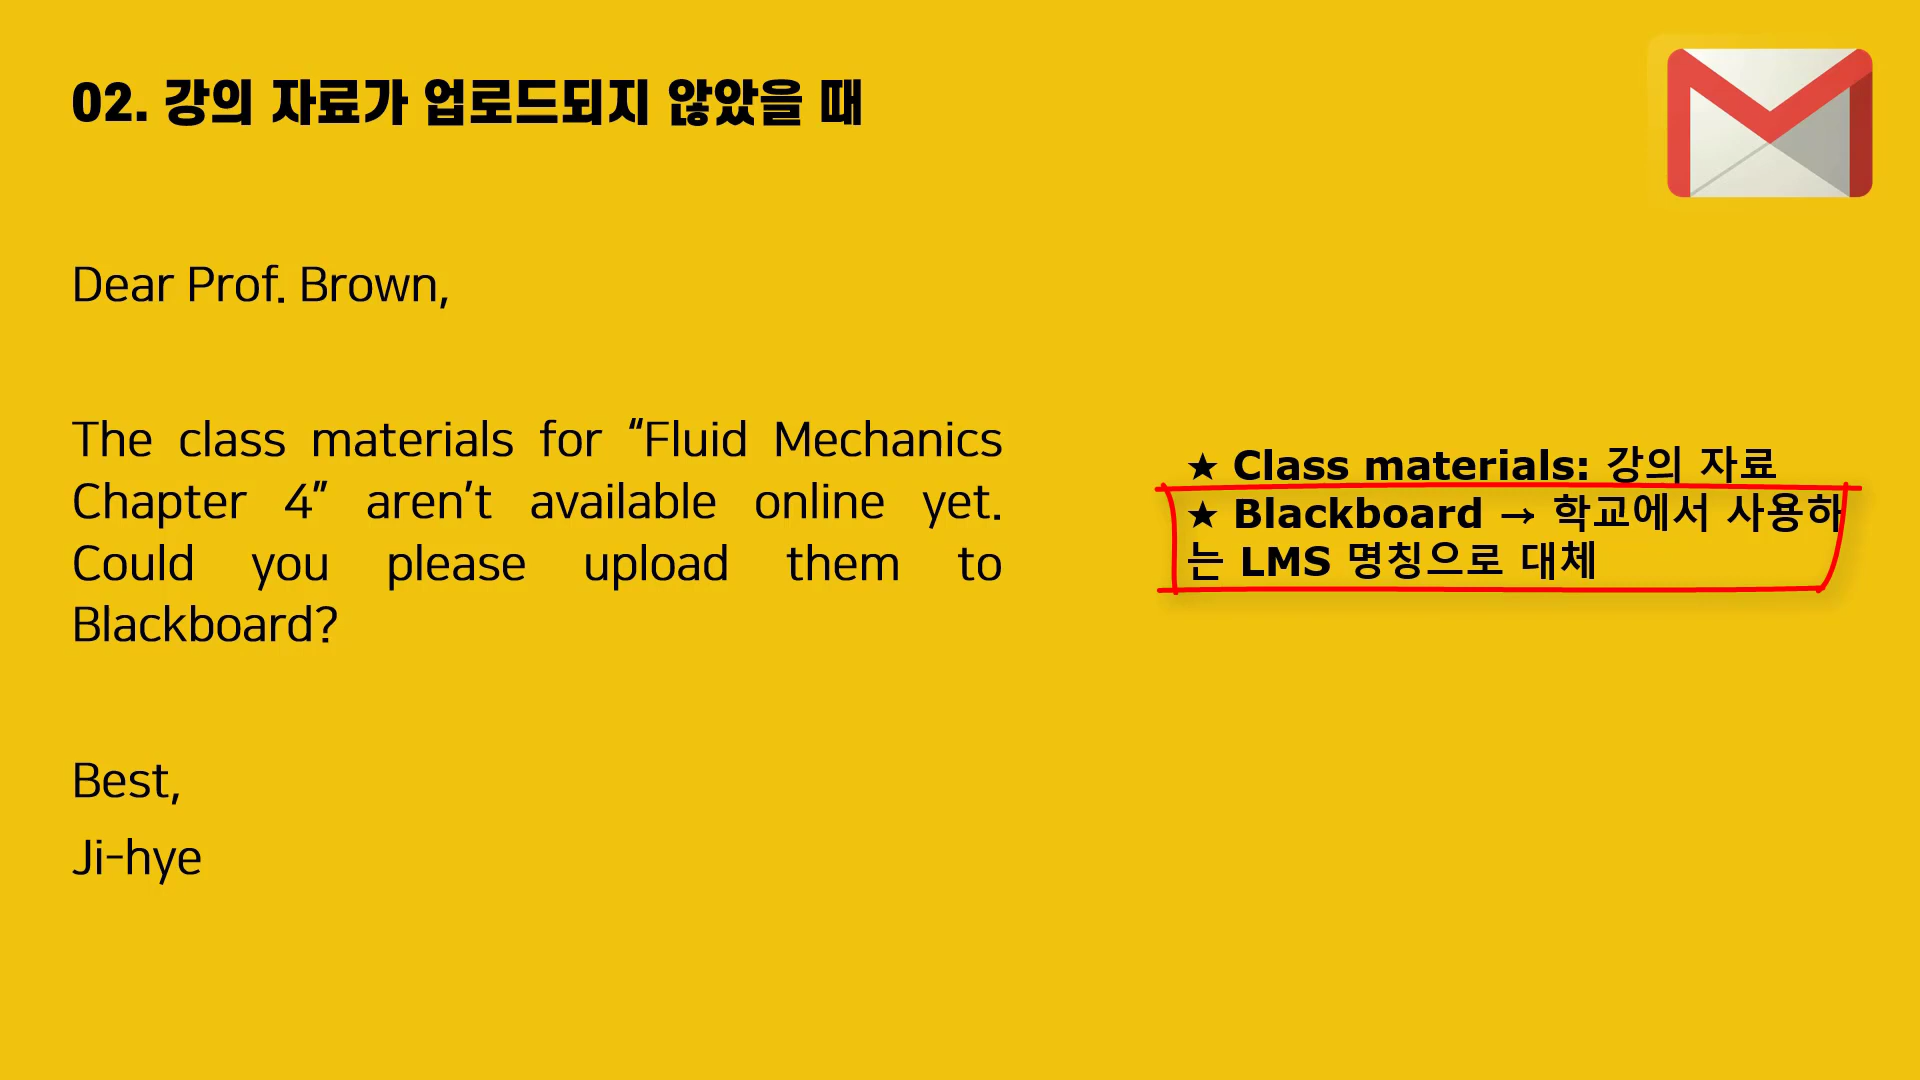 02. 강의 자료가 업로드되지 않았을 때
Dear Prof. Brown,
The class materials for “Fluid Mechanics
Chapter 4” aren’t available online yet.
Could you please upload them to
Blackboard?
Best,
Ji-hye
★ Class materials: 강의 자료
★ Blackboard → 학교에서 사용하
는 LMS 명칭으로 대체